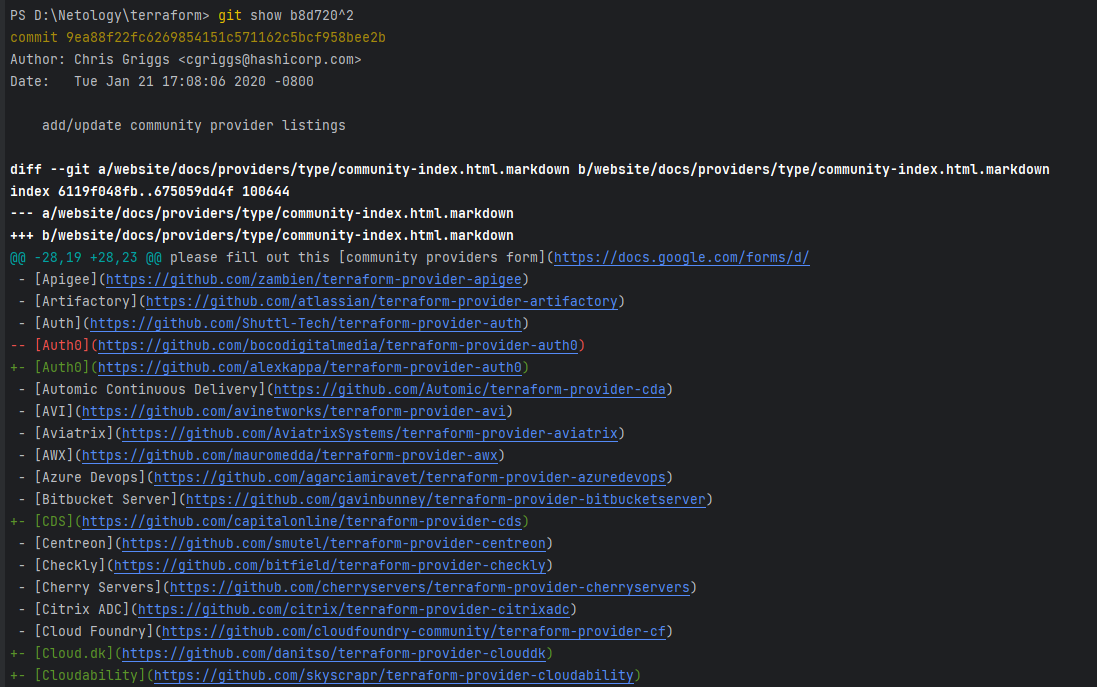 PS D:\Netology\terraform> git show b8d720^2
commit 9ea88f22fc6269854151c571162c5bcf958bee2b
Author: Chris Griggs <cgriggs@hashicorp.com>
Date:   Tue Jan 21 17:08:06 2020 -0800

    add/update community provider listings

diff --git a/website/docs/providers/type/community-index.html.markdown b/website/docs/providers/type/community-index.html.markdown
index 6119f048fb..675059dd4f 100644
--- a/website/docs/providers/type/community-index.html.markdown
+++ b/website/docs/providers/type/community-index.html.markdown
@@ -28,19 +28,23 @@ please fill out this [community providers form](https://docs.google.com/forms/d/
 - [Apigee](https://github.com/zambien/terraform-provider-apigee)
 - [Artifactory](https://github.com/atlassian/terraform-provider-artifactory)
 - [Auth](https://github.com/Shuttl-Tech/terraform-provider-auth)
-- [Auth0](https://github.com/bocodigitalmedia/terraform-provider-auth0)
+- [Auth0](https://github.com/alexkappa/terraform-provider-auth0)
 - [Automic Continuous Delivery](https://github.com/Automic/terraform-provider-cda)
 - [AVI](https://github.com/avinetworks/terraform-provider-avi)
 - [Aviatrix](https://github.com/AviatrixSystems/terraform-provider-aviatrix)
 - [AWX](https://github.com/mauromedda/terraform-provider-awx)
 - [Azure Devops](https://github.com/agarciamiravet/terraform-provider-azuredevops)
 - [Bitbucket Server](https://github.com/gavinbunney/terraform-provider-bitbucketserver)
+- [CDS](https://github.com/capitalonline/terraform-provider-cds)
 - [Centreon](https://github.com/smutel/terraform-provider-centreon)
 - [Checkly](https://github.com/bitfield/terraform-provider-checkly)
 - [Cherry Servers](https://github.com/cherryservers/terraform-provider-cherryservers)
 - [Citrix ADC](https://github.com/citrix/terraform-provider-citrixadc)
 - [Cloud Foundry](https://github.com/cloudfoundry-community/terraform-provider-cf)
+- [Cloud.dk](https://github.com/danitso/terraform-provider-clouddk)
+- [Cloudability](https://github.com/skyscrapr/terraform-provider-cloudability)